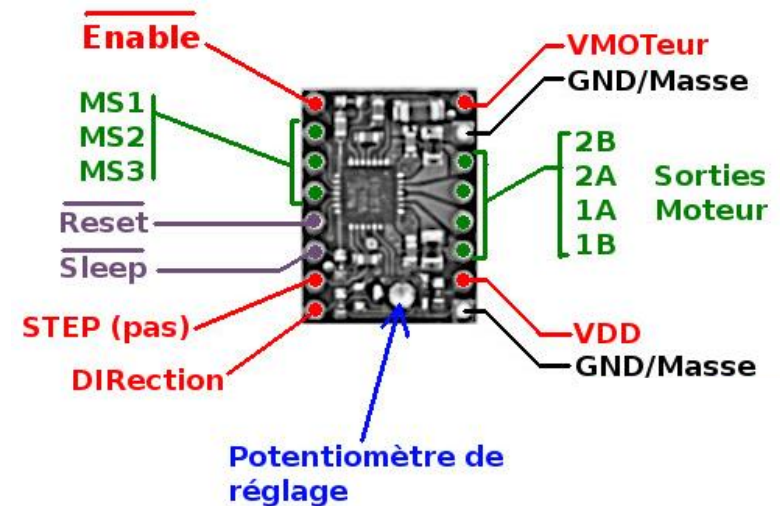 Enable
MS1
MS2
MS3
Reset
Sleep
STEP (pas)
DIRection
VMOTeur
GND/Masse
2B
2A Sorties
1A Moteur
1B
VDD
GND/Masse
Potentiomètre de
réglage